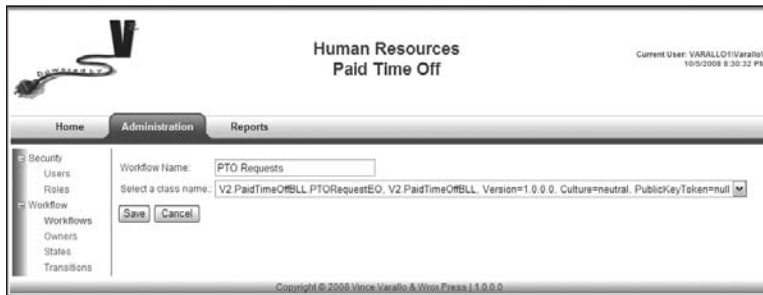 Powered by V2
Human Resources
Paid Time Off
Current User: VARALLO1\Varallo
10/5/2008 8:30:32 PM
Home
Administration
Reports
Security
Users
Roles
Workflow
Workflows
Owners
States
Transitions
Workflow Name: PTO Requests
Select a class name: V2.PaidTimeOffBLL.PTORequestEO, V2.PaidTimeOffBLL, Version=1.0.0.0, Culture=neutral, PublicKeyToken=null
Save Cancel
Copyright © 2008 Vince Varallo & Wrox Press | 1.0.0.0